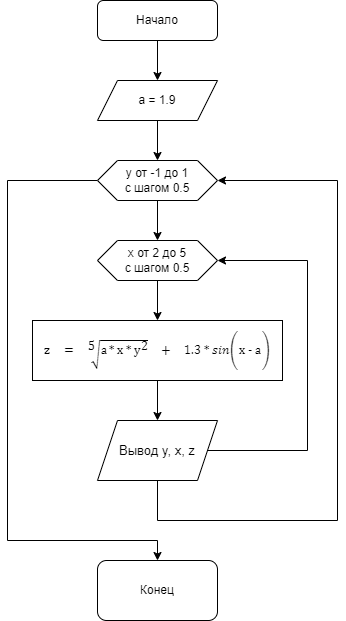 Начало
a = 1.9
y от -1 до 1
с шагом 0.5
x от 2 до 5
с шагом 0.5
z = ⁵√(a*x*y²) + 1.3*sin(x-a)
Вывод y, x, z
Конец